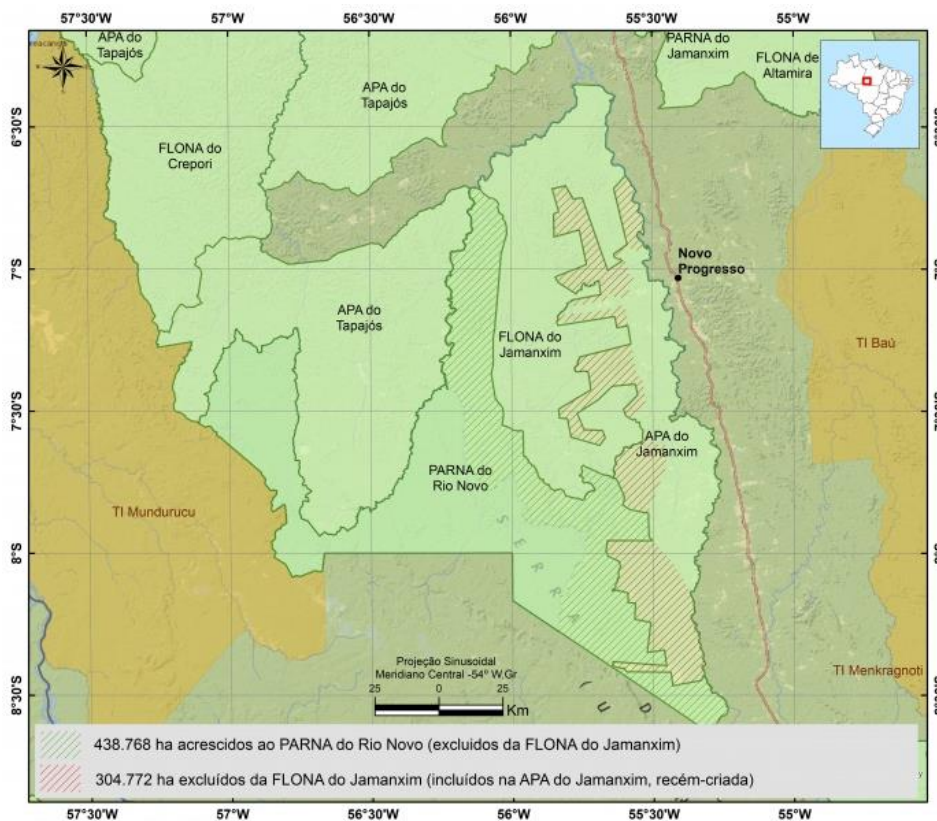 57°30'W 57°W 56°30'W 56°W 55°30'W 55°W
APA do
Tapajós
APA do
Tapajós
PARNA do
Jamanxim
FLONA de
Altamira
6°30'S
FLONA do
Crepori
Novo
Progresso
7°S
APA do
Tapajós
FLONA do
Jamanxim
TI Baú
7°30'S
APA do
Jamanxim
PARNA do
Rio Novo
TI Mundurucu
8°S
S E R R A
Projeção Sinusoidal
Meridiano Central -54° W.Gr
25 0 25
Km
TI Menkragnoti
8°30'S
U D
438.768 ha acrescidos ao PARNA do Rio Novo (excluidos da FLONA do Jamanxim)
304.772 ha excluídos da FLONA do Jamanxim (incluídos na APA do Jamanxim, recém-criada)
57°30'W 57°W 56°30'W 56°W 55°30'W 55°W